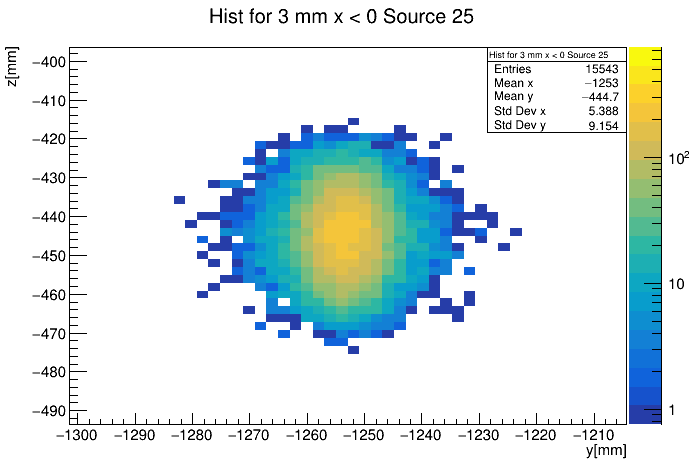 Hist for 3 mm x < 0 Source 25
z[mm]
Hist for 3 mm x < 0 Source 25
Entries 15543
Mean x −1253
Mean y −444.7
Std Dev x 5.388
Std Dev y 9.154
−400
−410
−420
−430
−440
−450
−460
−470
−480
−490
10²
10
1
−1300 −1290 −1280 −1270 −1260 −1250 −1240 −1230 −1220 −1210
y[mm]